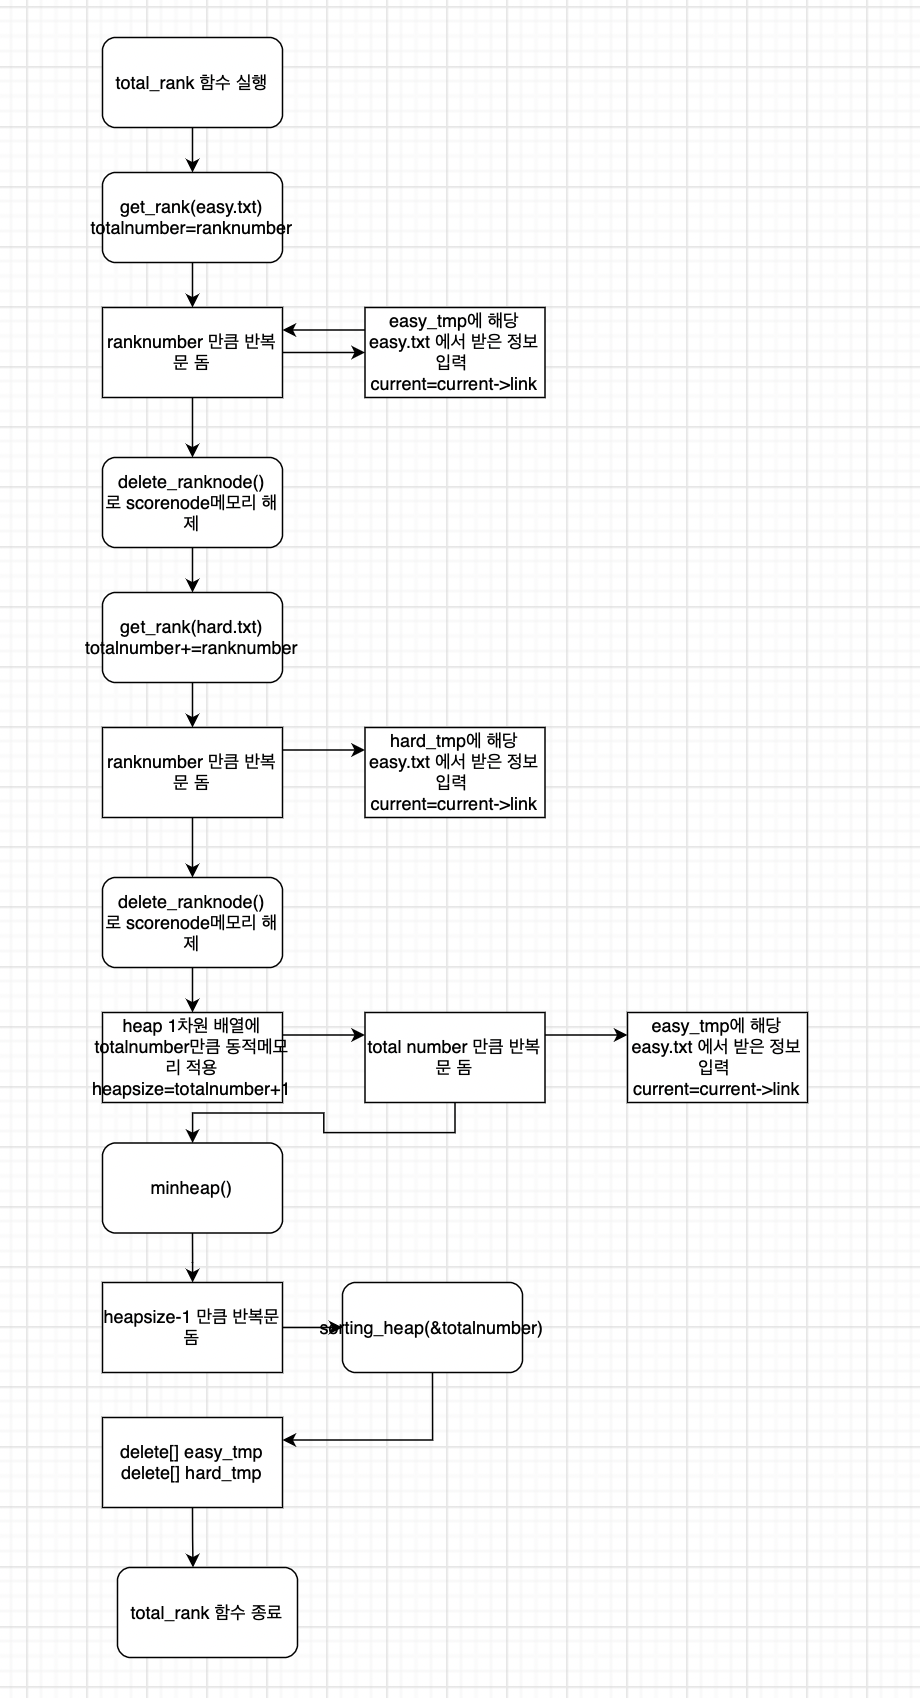 total_rank 함수 실행
get_rank(easy.txt)
totalnumber=ranknumber
ranknumber 만큼 반복
문 돔
easy_tmp에 해당
easy.txt 에서 받은 정보
입력
current=current->link
delete_ranknode()
로 scorenode메모리 해
제
get_rank(hard.txt)
totalnumber+=ranknumber
ranknumber 만큼 반복
문 돔
hard_tmp에 해당
easy.txt 에서 받은 정보
입력
current=current->link
delete_ranknode()
로 scorenode메모리 해
제
heap 1차원 배열에
totalnumber만큼 동적메모
리 적용
heapsize=totalnumber+1
total number 만큼 반복
문 돔
easy_tmp에 해당
easy.txt 에서 받은 정보
입력
current=current->link
minheap()
heapsize-1 만큼 반복문
돔
sorting_heap(&totalnumber)
delete[] easy_tmp
delete[] hard_tmp
total_rank 함수 종료